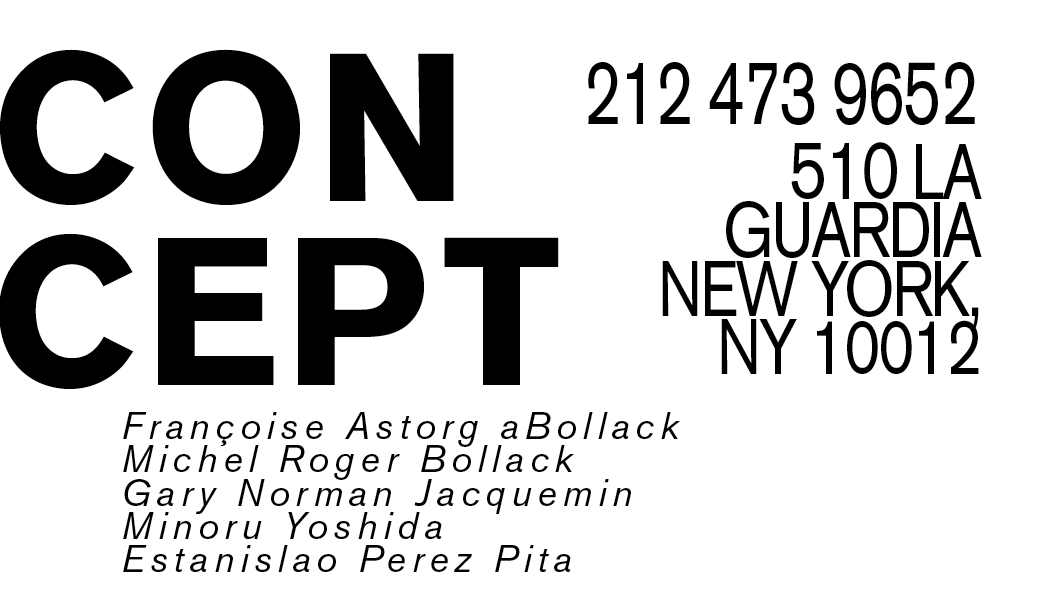 CON
CEPT
212 473 9652
510 LA
GUARDIA
NEW YORK,
NY 10012
Françoise Astorg aBollack
Michel Roger Bollack
Gary Norman Jacquemin
Minoru Yoshida
Estanislao Perez Pita